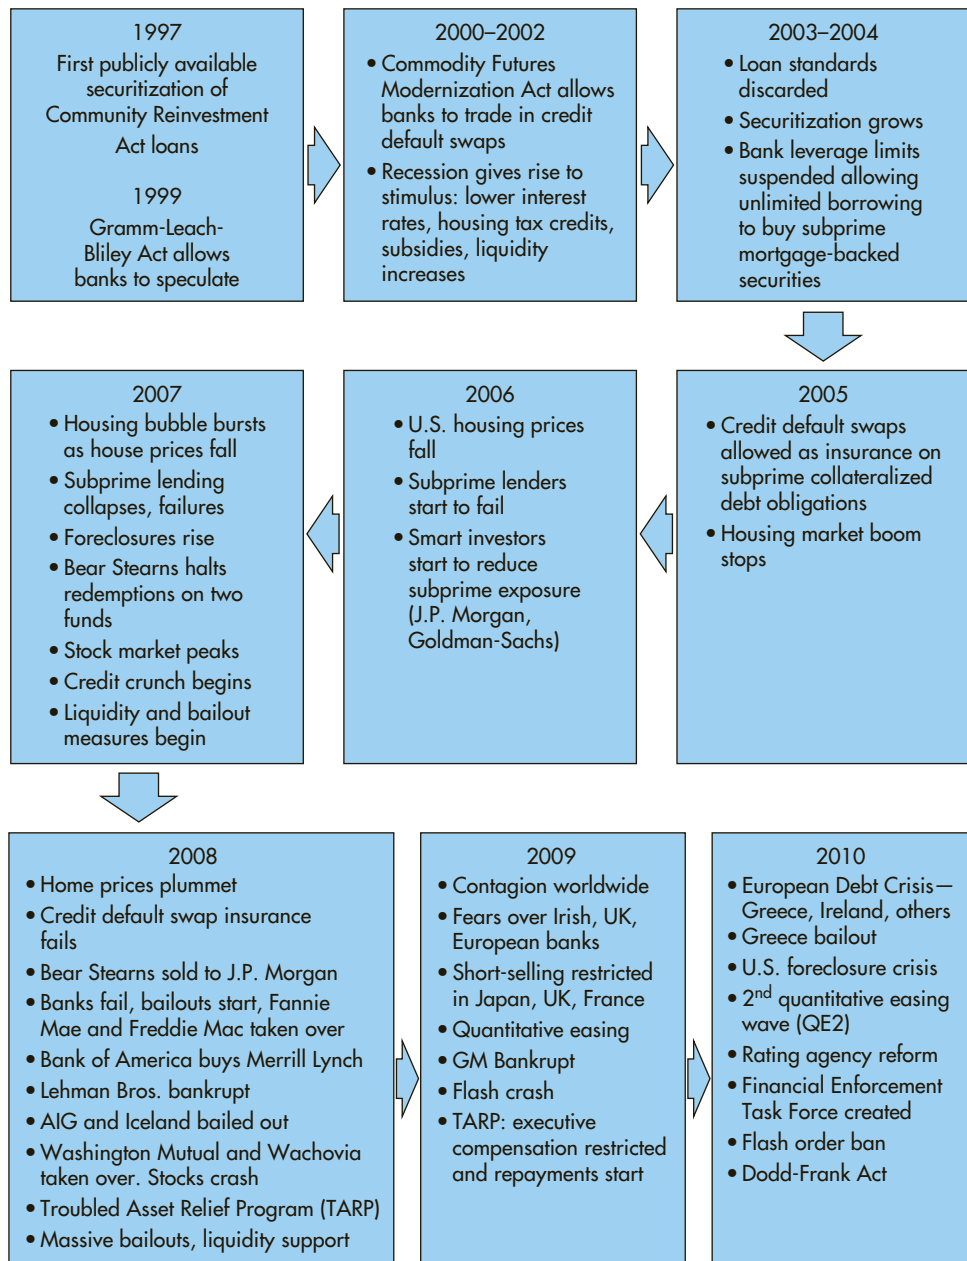 1997
First publicly available
securitization of
Community Reinvestment
Act loans
1999
Gramm-Leach-
Bliley Act allows
banks to speculate
2000–2002
• Commodity Futures
Modernization Act allows
banks to trade in credit
default swaps
• Recession gives rise to
stimulus: lower interest
rates, housing tax credits,
subsidies, liquidity
increases
2003–2004
• Loan standards
discarded
• Securitization grows
• Bank leverage limits
suspended allowing
unlimited borrowing
to buy subprime
mortgage-backed
securities
2005
• Credit default swaps
allowed as insurance on
subprime collateralized
debt obligations
• Housing market boom
stops
2006
• U.S. housing prices
fall
• Subprime lenders
start to fail
• Smart investors
start to reduce
subprime exposure
(J.P. Morgan,
Goldman-Sachs)
2007
• Housing bubble bursts
as house prices fall
• Subprime lending
collapses, failures
• Foreclosures rise
• Bear Stearns halts
redemptions on two
funds
• Stock market peaks
• Credit crunch begins
• Liquidity and bailout
measures begin
2008
• Home prices plummet
• Credit default swap insurance
fails
• Bear Stearns sold to J.P. Morgan
• Banks fail, bailouts start, Fannie
Mae and Freddie Mac taken over
• Bank of America buys Merrill Lynch
• Lehman Bros. bankrupt
• AIG and Iceland bailed out
• Washington Mutual and Wachovia
taken over. Stocks crash
• Troubled Asset Relief Program (TARP)
• Massive bailouts, liquidity support
2009
• Contagion worldwide
• Fears over Irish, UK,
European banks
• Short-selling restricted
in Japan, UK, France
• Quantitative easing
• GM Bankrupt
• Flash crash
• TARP: executive
compensation restricted
and repayments start
2010
• European Debt Crisis—
Greece, Ireland, others
• Greece bailout
• U.S. foreclosure crisis
• 2nd quantitative easing
wave (QE2)
• Rating agency reform
• Financial Enforcement
Task Force created
• Flash order ban
• Dodd-Frank Act